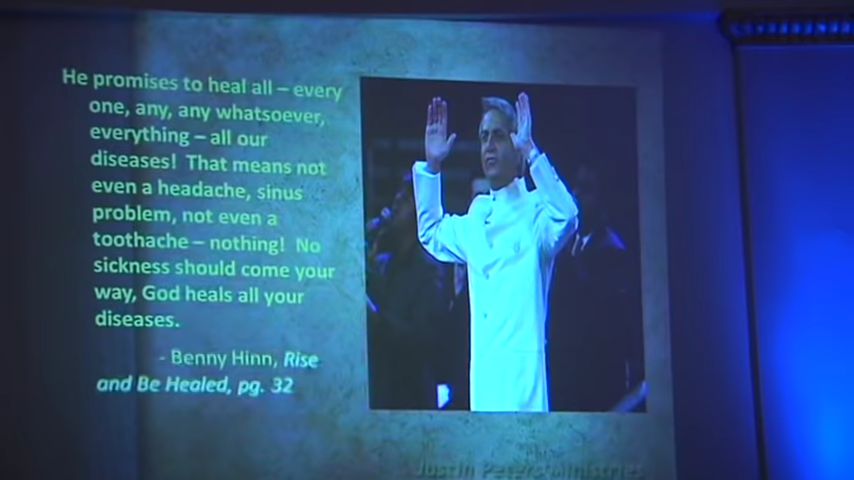 He promises to heal all – every
one, any, any whatsoever,
everything – all our
diseases! That means not
even a headache, sinus
problem, not even a
toothache – nothing! No
sickness should come your
way, God heals all your
diseases.
- Benny Hinn, Rise
and Be Healed, pg. 32
Justin Peters Ministries